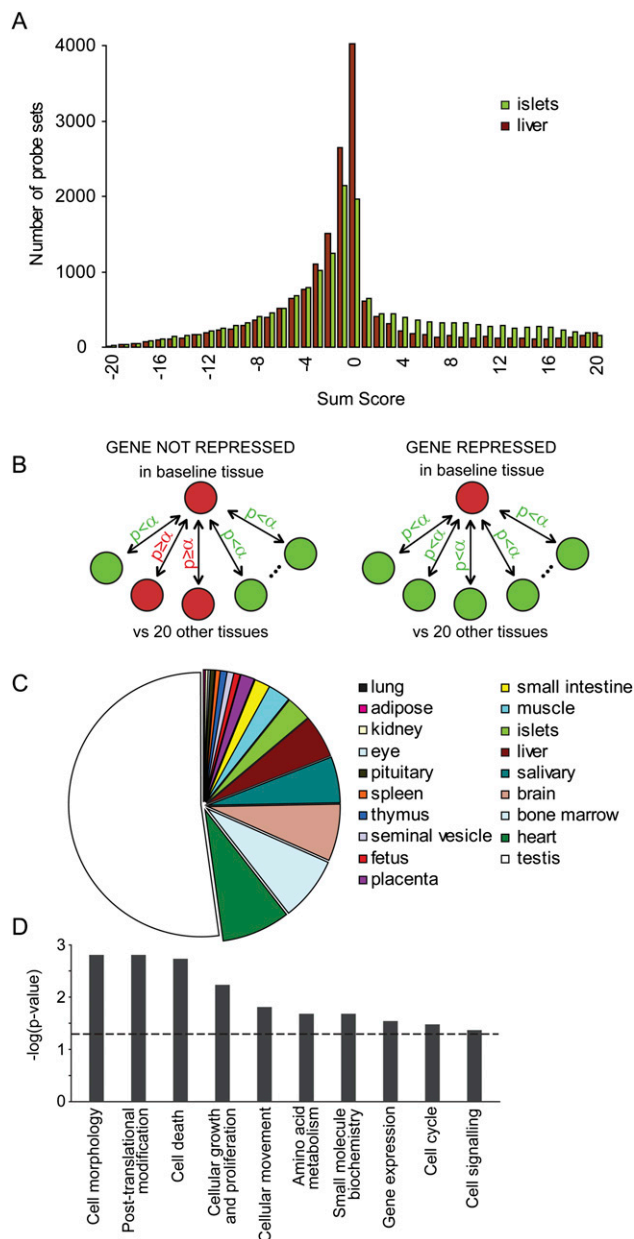 A
Number of probe sets
4000
3000
2000
1000
0
islets
liver
-20
-16
-12
-8
-4
0
4
8
12
16
20
Sum Score
B
GENE NOT REPRESSED
in baseline tissue
p<α
p≥α
p≥α
p<α
p<α
vs 20 other tissues
GENE REPRESSED
in baseline tissue
p<α
p<α
p<α
p<α
p<α
vs 20 other tissues
C
lung
adipose
kidney
eye
pituitary
spleen
thymus
seminal vesicle
fetus
placenta
small intestine
muscle
islets
liver
salivary
brain
bone marrow
heart
testis
D
-log(p-value)
3
2
1
0
Cell morphology
Post-translational
modification
Cell death
Cellular growth
and proliferation
Cellular movement
Amino acid
metabolism
Small molecule
biochemistry
Gene expression
Cell cycle
Cell signalling